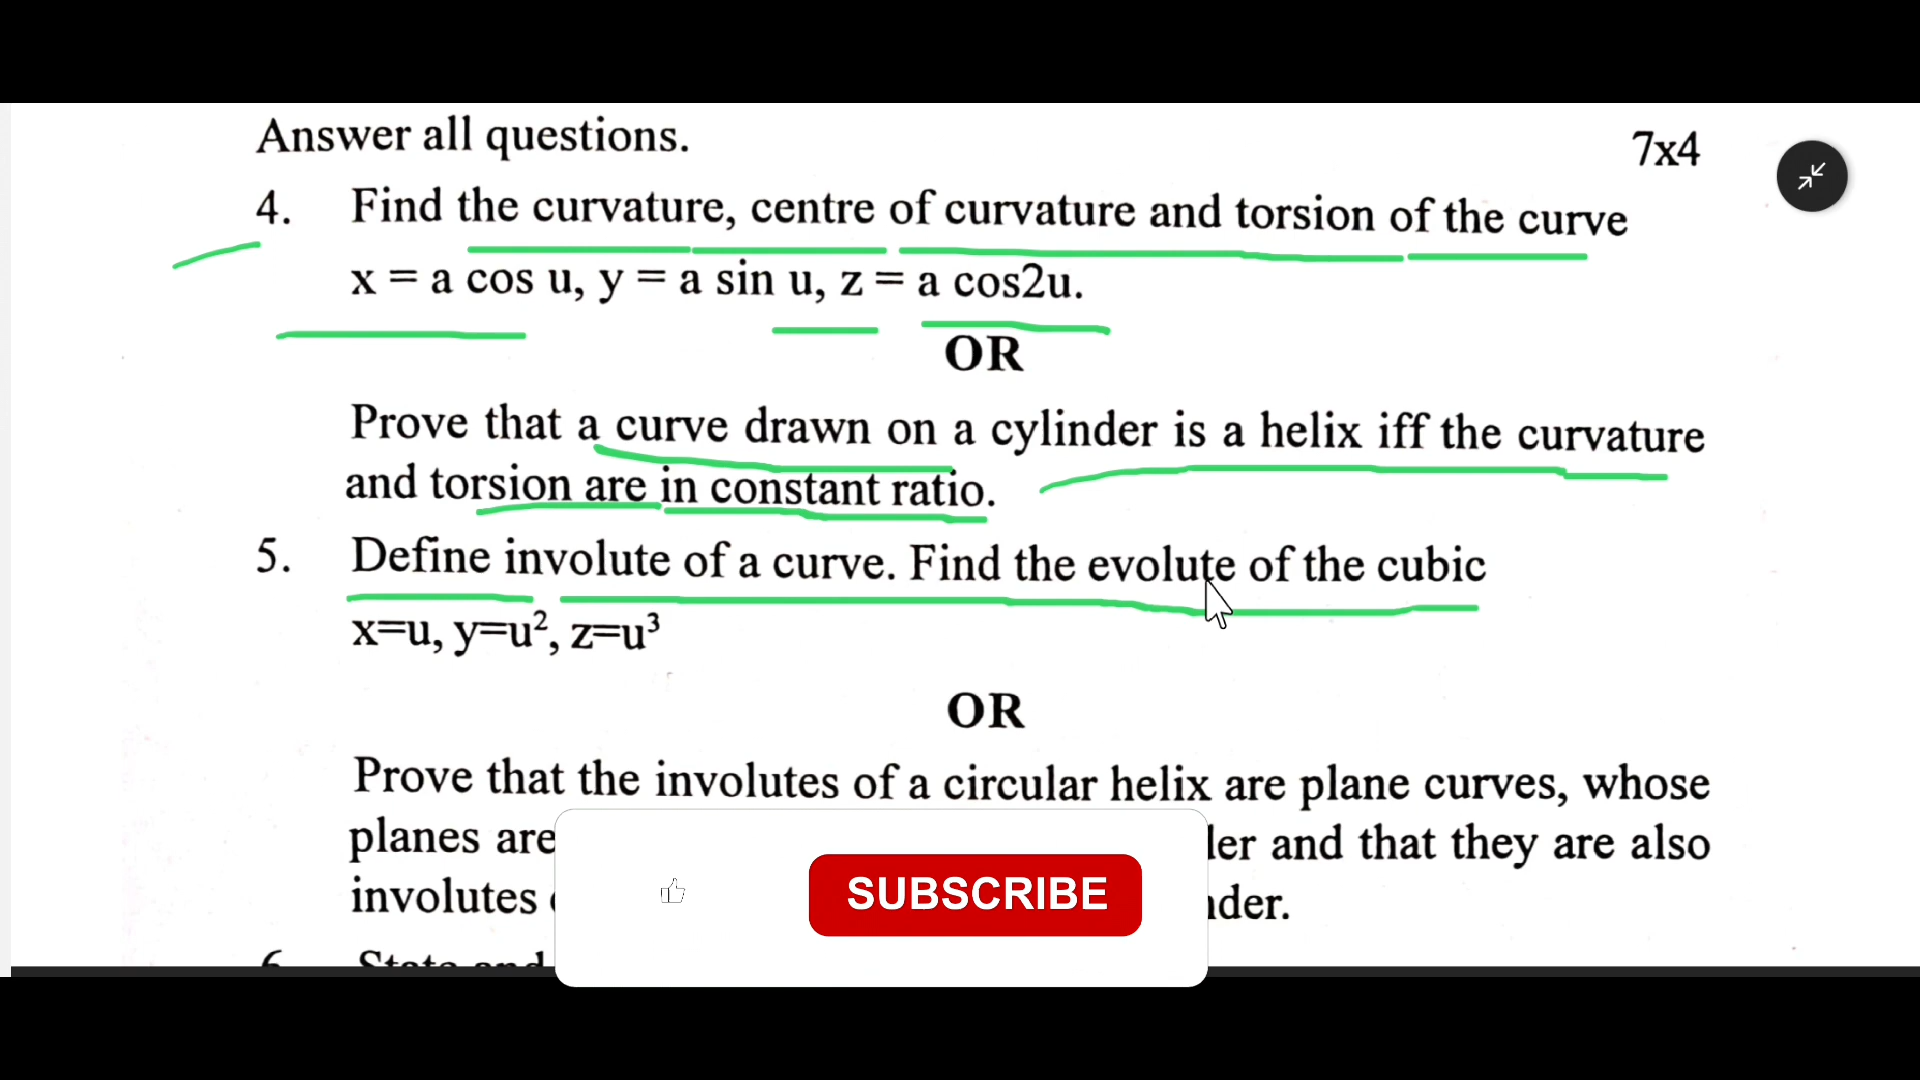 Answer all questions. 7x4
4. Find the curvature, centre of curvature and torsion of the curve
x = a cos u, y = a sin u, z = a cos2u.
OR
Prove that a curve drawn on a cylinder is a helix iff the curvature
and torsion are in constant ratio.
5. Define involute of a curve. Find the evolute of the cubic
x=u, y=u², z=u³
OR
Prove that the involutes of a circular helix are plane curves, whose
planes are and that they are also
involutes
SUBSCRIBE